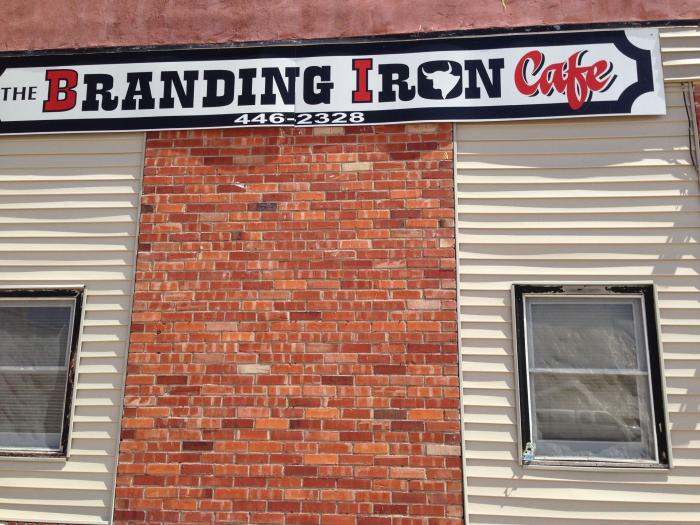 THE BRANDING IRON Cafe
446-2328